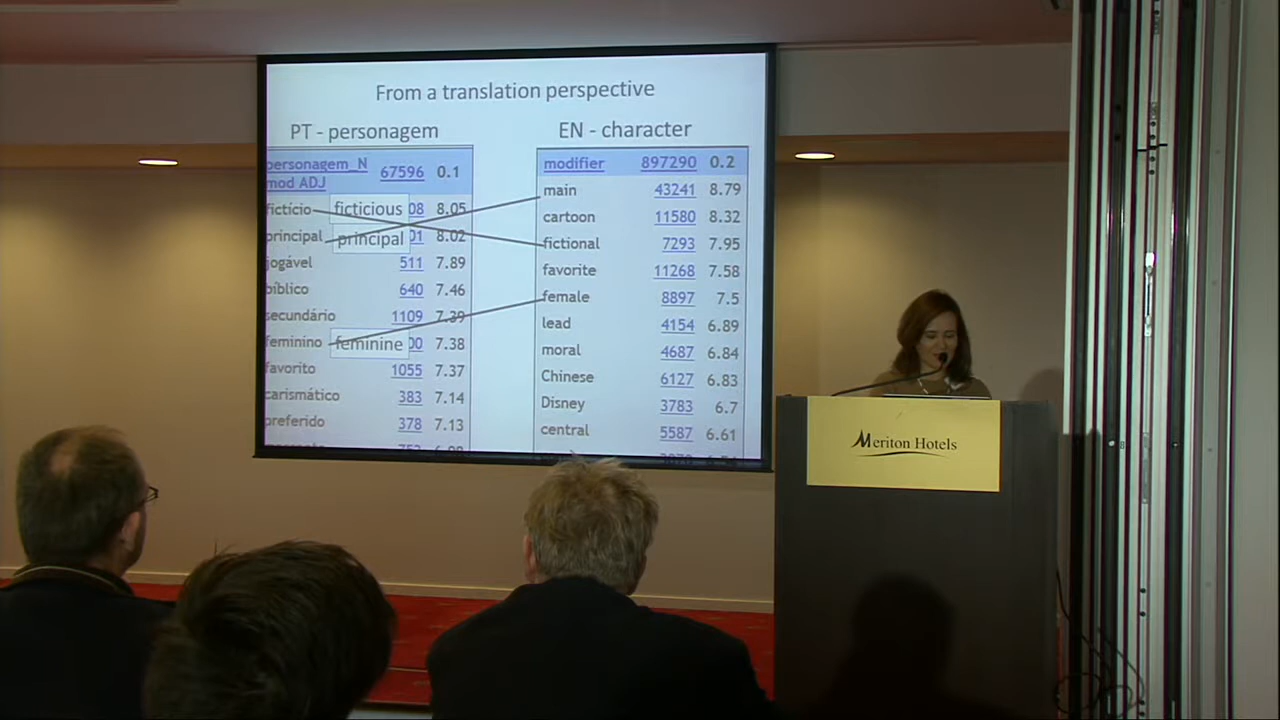 From a translation perspective
PT - personagem
personagem_N 67596 0.1
mod ADJ
fictício ficticious 08 8.05
principal principal 01 8.02
jogável 511 7.89
bíblico 640 7.46
secundário 1109 7.39
feminino feminine 00 7.38
favorito 1055 7.37
carismático 383 7.14
preferido 378 7.13
EN - character
modifier 897290 0.2
main 43241 8.79
cartoon 11580 8.32
fictional 7293 7.95
favorite 11268 7.58
female 8897 7.5
lead 4154 6.89
moral 4687 6.84
Chinese 6127 6.83
Disney 3783 6.7
central 5587 6.61
Meriton Hotels